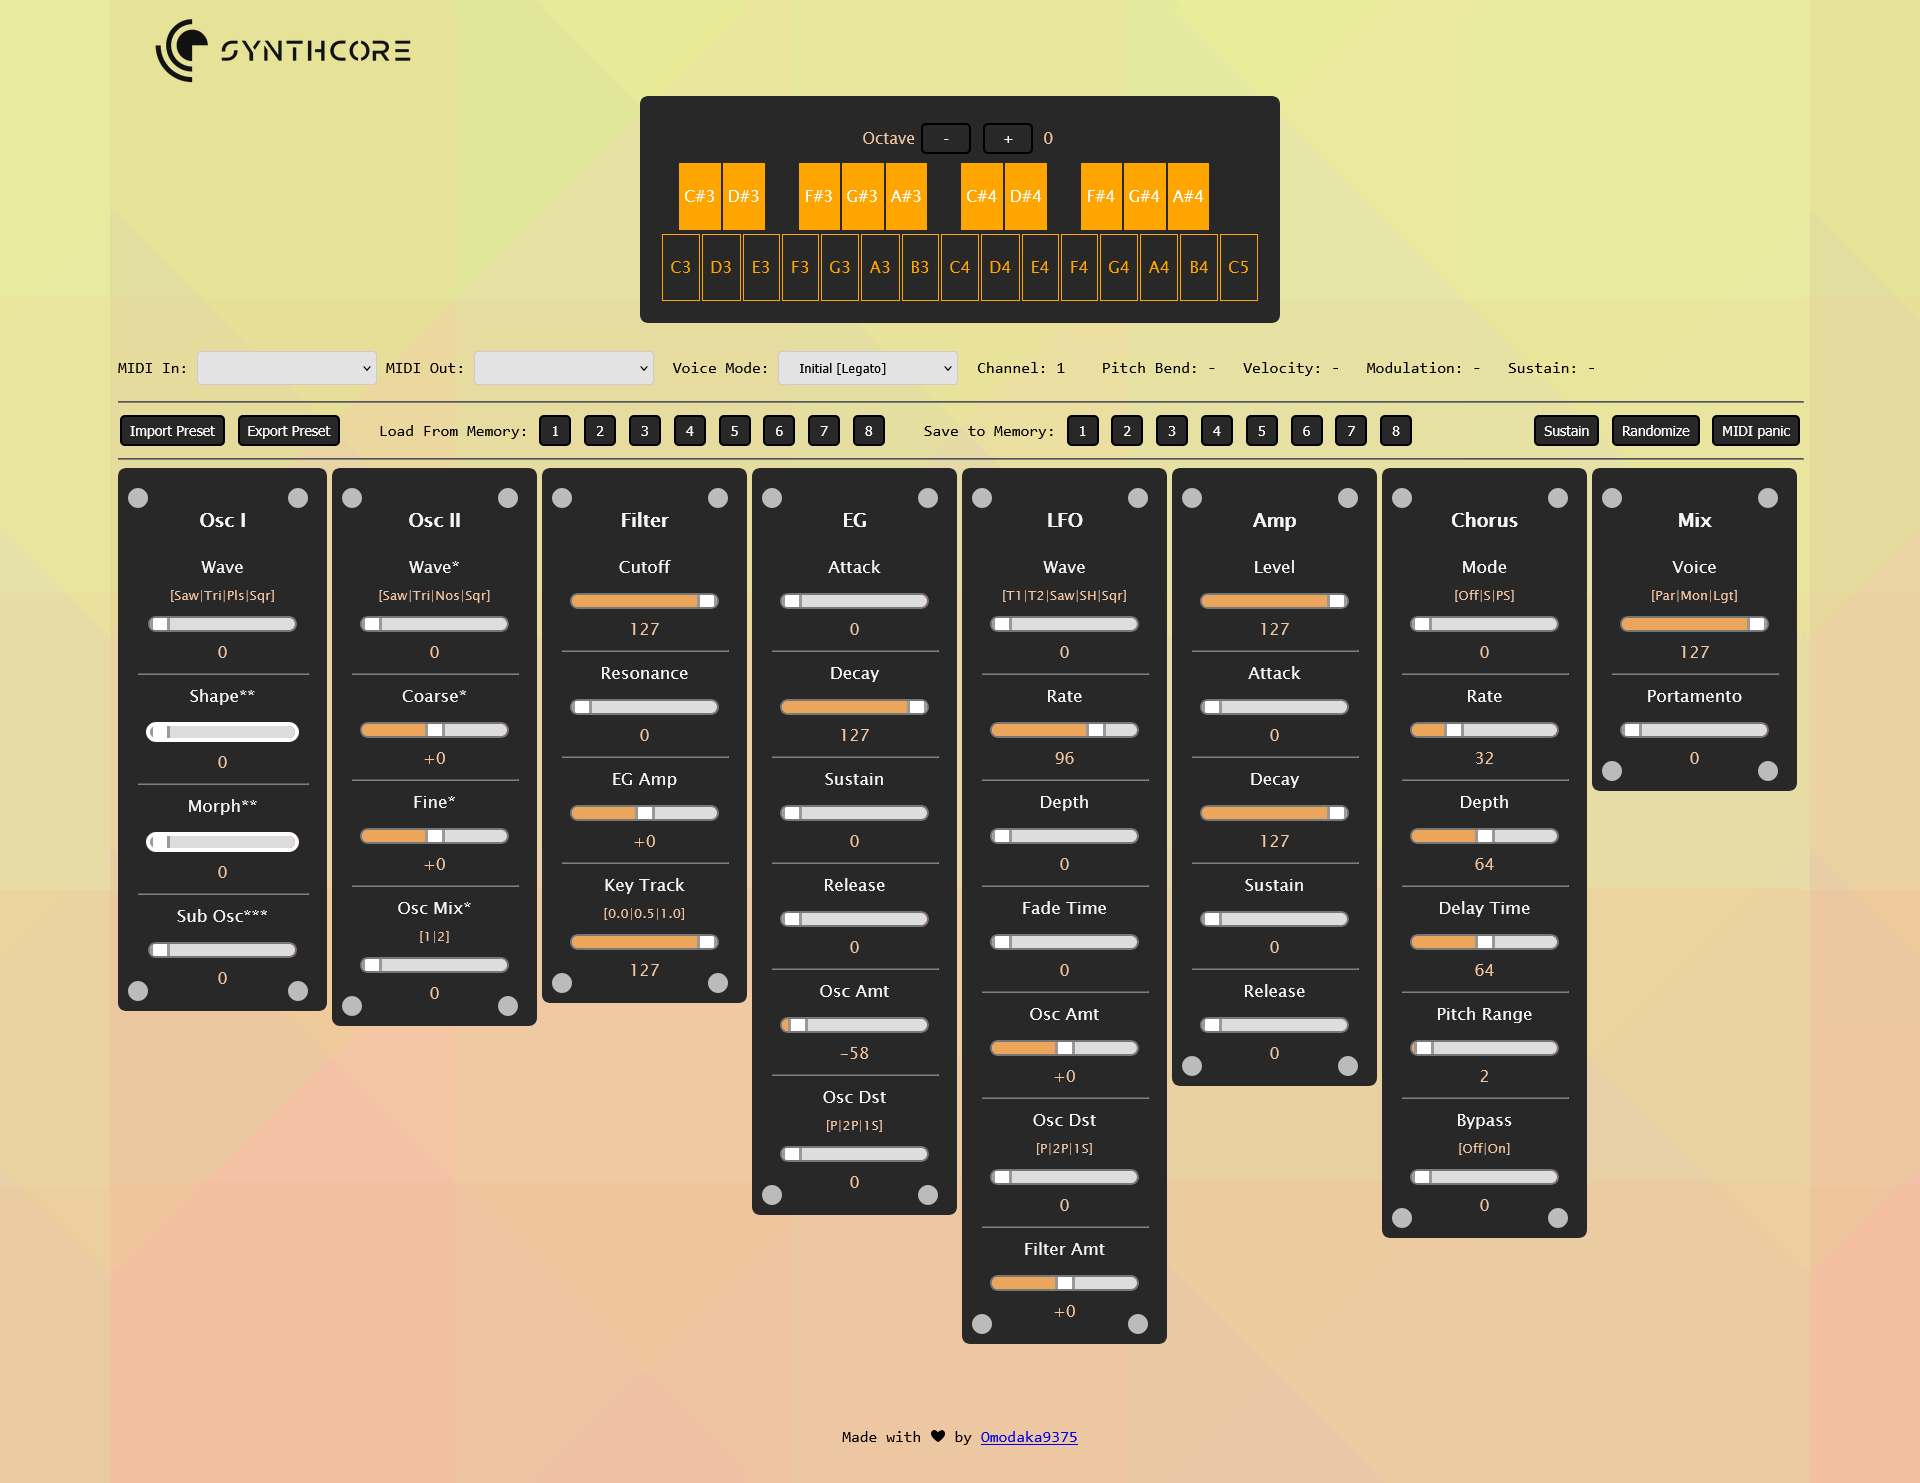 SYNTHCORE
Octave - + 0
C#3 D#3 F#3 G#3 A#3 C#4 D#4 F#4 G#4 A#4
C3 D3 E3 F3 G3 A3 B3 C4 D4 E4 F4 G4 A4 B4 C5
MIDI In: MIDI Out: Voice Mode: Initial [Legato] Channel: 1 Pitch Bend: - Velocity: - Modulation: - Sustain: -
Import Preset Export Preset Load From Memory: 1 2 3 4 5 6 7 8 Save to Memory: 1 2 3 4 5 6 7 8 Sustain Randomize MIDI panic
Osc I
Wave
[Saw|Tri|Pls|Sqr]
0
Shape**
0
Morph**
0
Sub Osc***
0
Osc II
Wave*
[Saw|Tri|Nos|Sqr]
0
Coarse*
+0
Fine*
+0
Osc Mix*
[1|2]
0
Filter
Cutoff
127
Resonance
0
EG Amp
+0
Key Track
[0.0|0.5|1.0]
127
EG
Attack
0
Decay
127
Sustain
0
Release
0
Osc Amt
-58
Osc Dst
[P|2P|1S]
0
LFO
Wave
[T1|T2|Saw|SH|Sqr]
0
Rate
96
Depth
0
Fade Time
0
Osc Amt
+0
Osc Dst
[P|2P|1S]
0
Filter Amt
+0
Amp
Level
127
Attack
0
Decay
127
Sustain
0
Release
0
Chorus
Mode
[Off|S|PS]
0
Rate
32
Depth
64
Delay Time
64
Pitch Range
2
Bypass
[Off|On]
0
Mix
Voice
[Par|Mon|Lgt]
127
Portamento
0
Made with ♥ by Omodaka9375